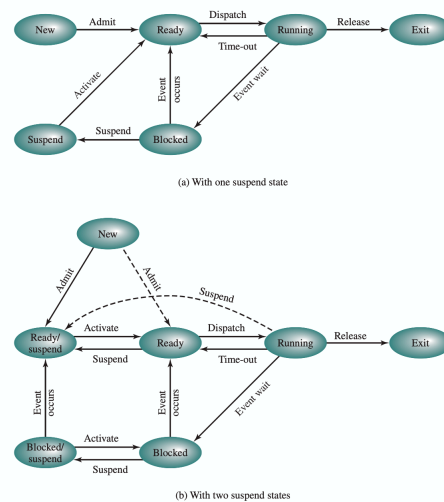 New
Admit
Ready
Dispatch
Time-out
Running
Release
Exit
Activate
Event
occurs
Event wait
Suspend
Suspend
Blocked
(a) With one suspend state
New
Admit
Admit
Suspend
Ready/
suspend
Activate
Suspend
Ready
Dispatch
Time-out
Running
Release
Exit
Event
occurs
Event
occurs
Event wait
Blocked/
suspend
Activate
Suspend
Blocked
(b) With two suspend states